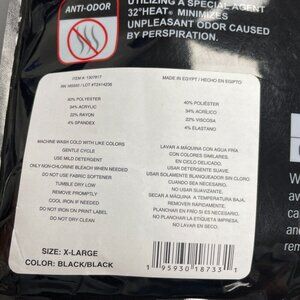 ANTI-ODOR
UTILIZING A SPECIAL AGENT
32°HEAT® MINIMIZES
UNPLEASANT ODOR CAUSED
BY PERSPIRATION.
ITEM #: 1307817
MADE IN EGYPT / HECHO EN EGIPTO
40% POLYESTER
34% ACRYLIC
22% RAYON
4% SPANDEX
40% POLIÉSTER
34% ACRÍLICO
22% VISCOSA
4% ELASTANO
MACHINE WASH COLD WITH LIKE COLORS
GENTLE CYCLE
USE MILD DETERGENT
ONLY NON-CHLORINE BLEACH WHEN NEEDED
DO NOT USE FABRIC SOFTENER
TUMBLE DRY LOW
REMOVE PROMPTLY
COOL IRON IF NEEDED
DO NOT IRON ON PRINT LABEL
DO NOT DRY CLEAN
LAVAR A MÁQUINA CON AGUA FRÍA
CON COLORES SIMILARES.
EN CICLO DELICADO.
USAR DETERGENTE SUAVE
USAR SOLAMENTE BLANQUEADOR SIN CLORO
CUANDO SEA NECESARIO.
NO USAR SUAVIZANTE.
SECAR A MÁQUINA A TEMPERATURA BAJA.
REMOVER RÁPIDAMENTE.
PLANCHAR EN FRÍO SI ES NECESARIO.
NO PLANCHAR LA ETIQUETA IMPRESA.
NO LAVAR EN SECO.
SIZE: X-LARGE
COLOR: BLACK/BLACK
1 95930 18733 1
W
av
ca
and
rem